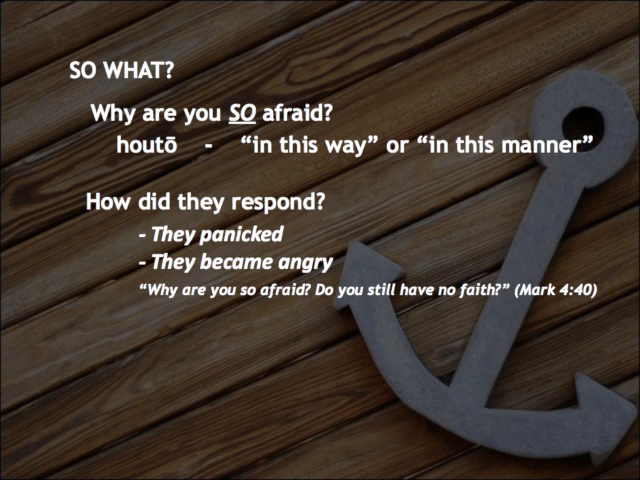 SO WHAT?
Why are you SO afraid?
houtō - “in this way” or “in this manner”
How did they respond?
- They panicked
- They became angry
“Why are you so afraid? Do you still have no faith?” (Mark 4:40)